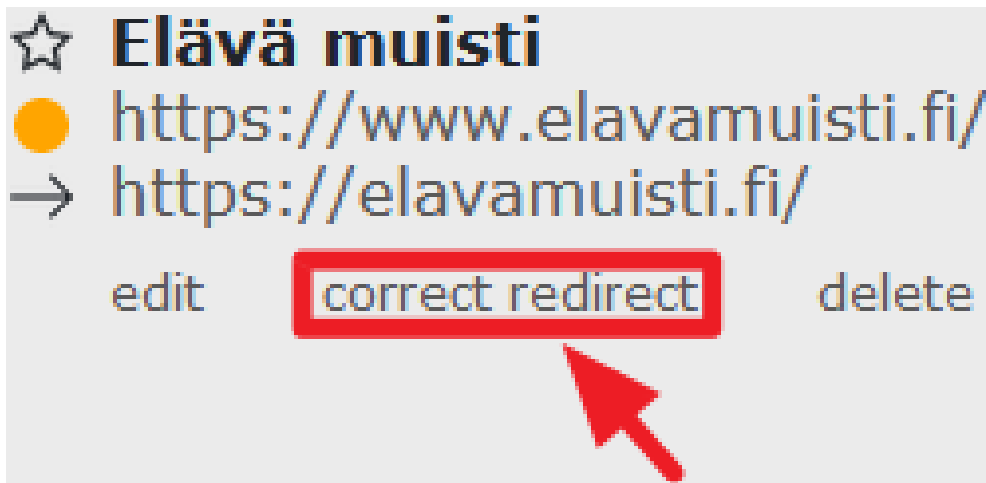 Elävä muisti
https://www.elavamuisti.fi/
https://elavamuisti.fi/
edit correct redirect delete